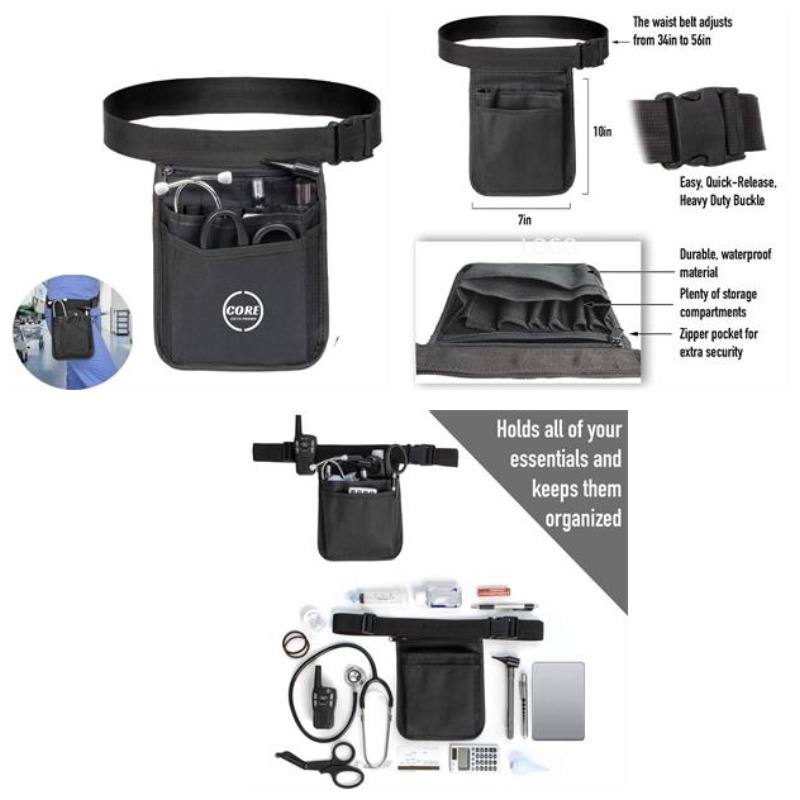 The waist belt adjusts
from 34in to 56in
10in
7in
Easy, Quick-Release,
Heavy Duty Buckle
CORE
LOGO
Durable, waterproof
material
Plenty of storage
compartments
Zipper pocket for
extra security
Holds all of your
essentials and
keeps them
organized